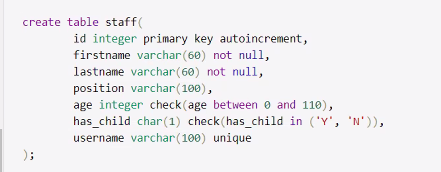 create table staff(
        id integer primary key autoincrement,
        firstname varchar(60) not null,
        lastname varchar(60) not null,
        position varchar(100),
        age integer check(age between 0 and 110),
        has_child char(1) check(has_child in ('Y', 'N')),
        username varchar(100) unique
);